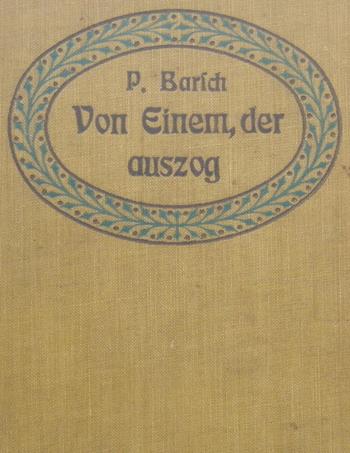 P. Barſch
Von Einem, der
auszog